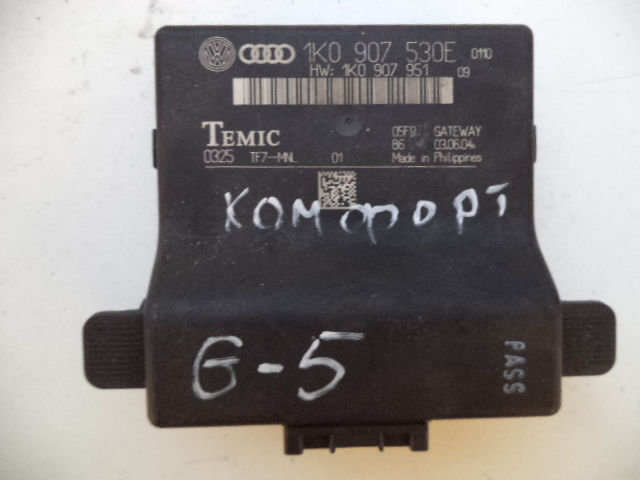 1K0 907 530E 0110
HW: 1K0 907 951 09
TEMIC 05F8 GATEWAY
B6 03.06.04
0325 TF7-MNL 01 Made in Philippines
КОМФОРТ
G-5
PASS